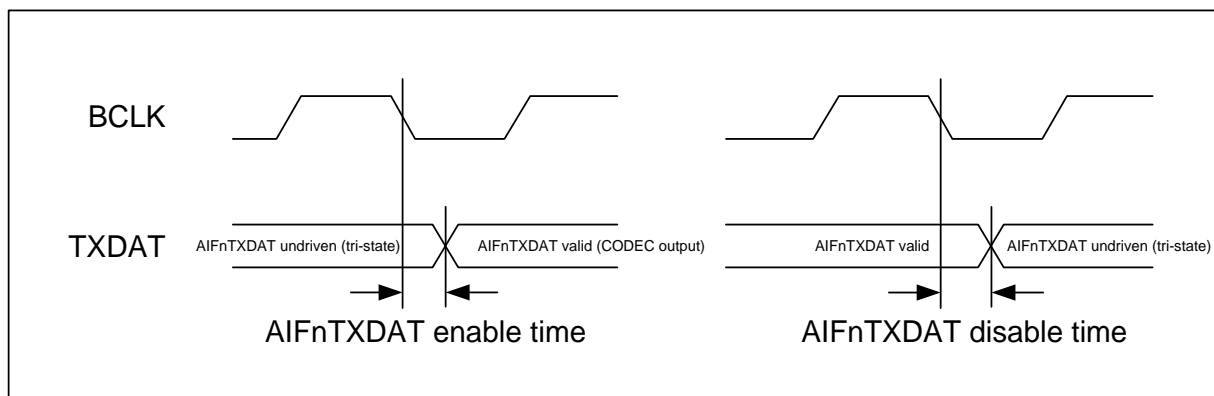 BCLK
TXDAT
AIFnTXDAT undriven (tri-state)
AIFnTXDAT valid (CODEC output)
AIFnTXDAT valid
AIFnTXDAT undriven (tri-state)
AIFnTXDAT enable time
AIFnTXDAT disable time